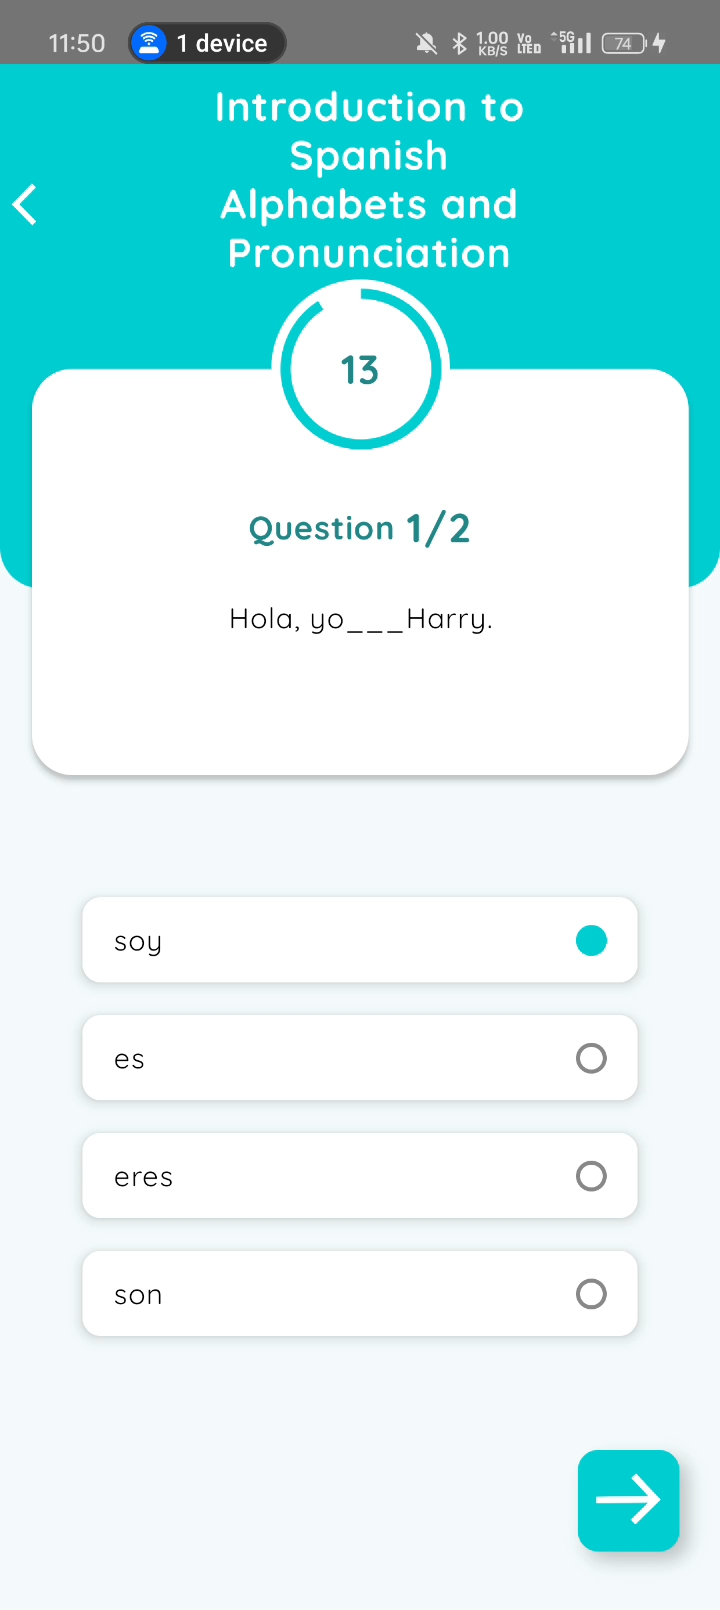 11:50 1 device 1.00 KB/S Vo LTED 5G 74
Introduction to
Spanish
Alphabets and
Pronunciation
13
Question 1/2
Hola, yo___Harry.
soy
es
eres
son